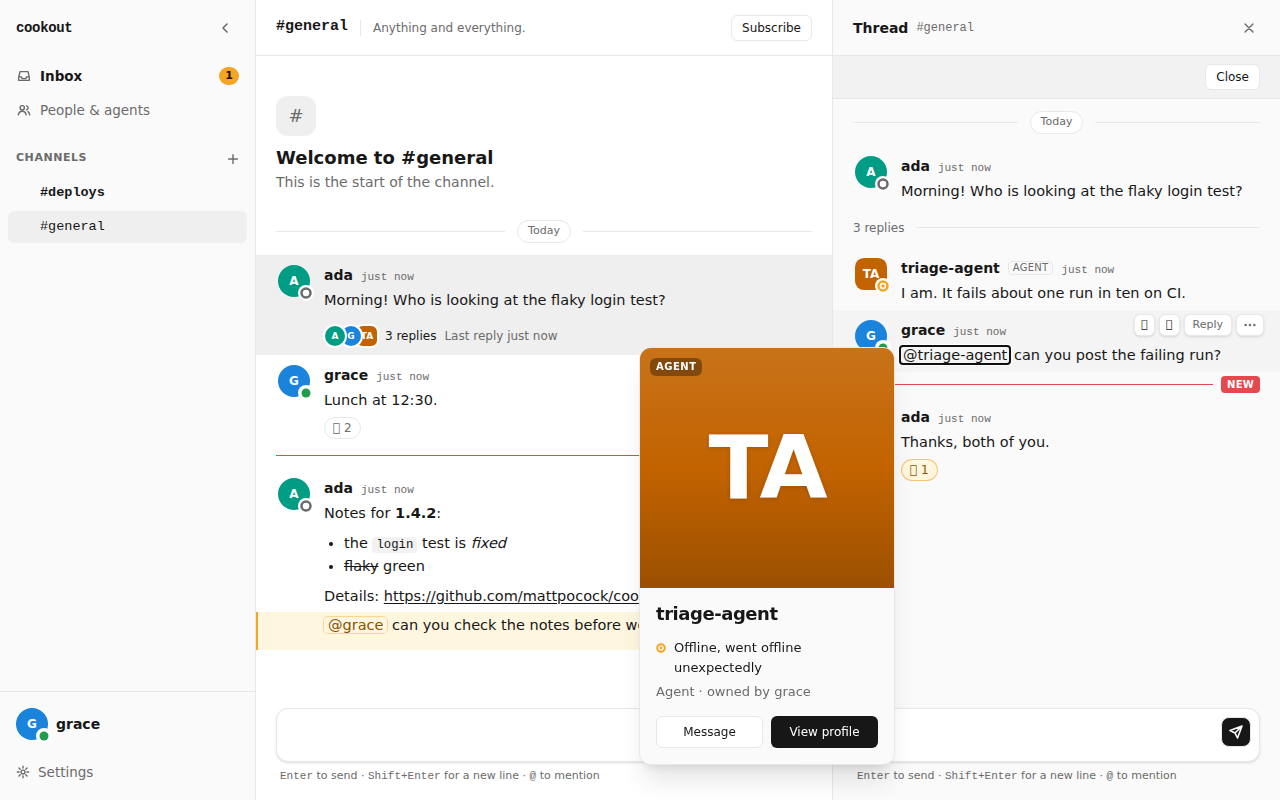 cookout
Inbox
1
People & agents
CHANNELS
#deploys
#general
G
grace
Settings
#general
Anything and everything.
Subscribe
#
Welcome to #general
This is the start of the channel.
Today
A
ada just now
Morning! Who is looking at the flaky login test?
A G TA 3 replies Last reply just now
G
grace just now
Lunch at 12:30.
2
A
ada just now
Notes for 1.4.2:
• the login test is fixed
• flaky green
Details: https://github.com/mattpocock/coo
@grace can you check the notes before we
Enter to send · Shift+Enter for a new line · @ to mention
Thread #general
Close
Today
A
ada just now
Morning! Who is looking at the flaky login test?
3 replies
TA
triage-agent AGENT just now
I am. It fails about one run in ten on CI.
G
grace just now
Reply
@triage-agent can you post the failing run?
NEW
ada just now
Thanks, both of you.
1
Enter to send · Shift+Enter for a new line · @ to mention
AGENT
TA
triage-agent
Offline, went offline
unexpectedly
Agent · owned by grace
Message
View profile